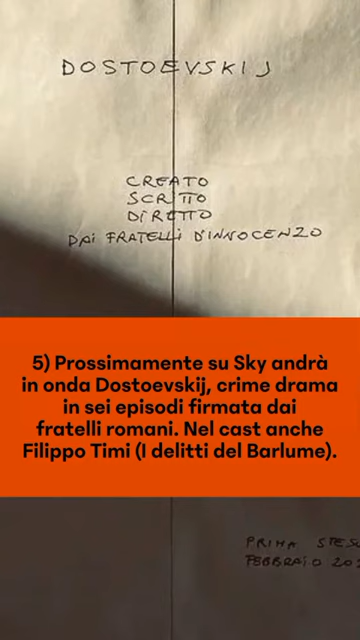 DOSTOEVSKIJ
CREATO
SCRITTO
DIRETTO
DAI FRATELLI D'INNOCENZO
5) Prossimamente su Sky andrà
in onda Dostoevskij, crime drama
in sei episodi firmata dai
fratelli romani. Nel cast anche
Filippo Timi (I delitti del Barlume).
PRIMA
FEBBRAIO